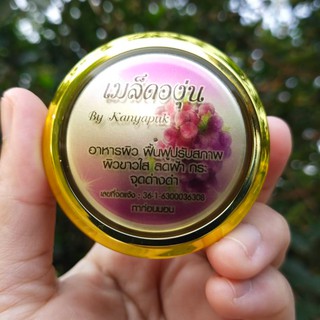 เมล็ดองุ่น
By Kanyapak
อาหารผิว ฟื้นฟูปรับสภาพ
ผิวขาวใส ลดฝ้า กระ
จุดด่างดำ
เลขที่จดแจ้ง : 36-1-6300036308
ทาก่อนนอน